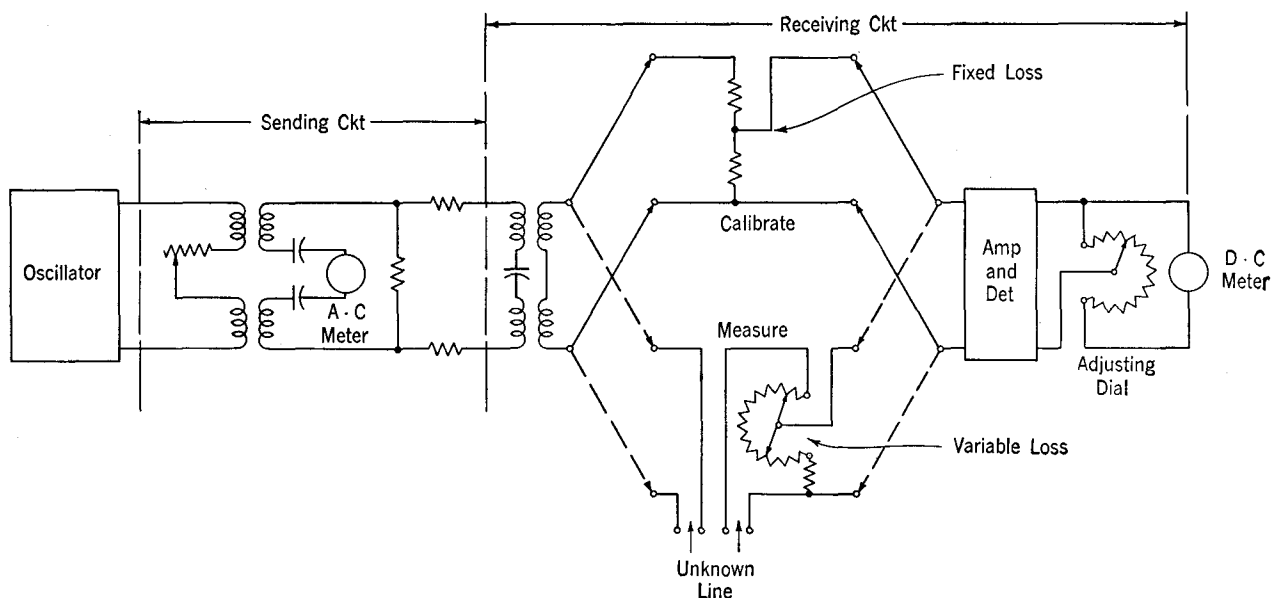 Receiving Ckt
Fixed Loss
Sending Ckt
Oscillator
A-C
Meter
Calibrate
Amp
and
Det
D-C
Meter
Measure
Adjusting
Dial
Variable Loss
Unknown
Line